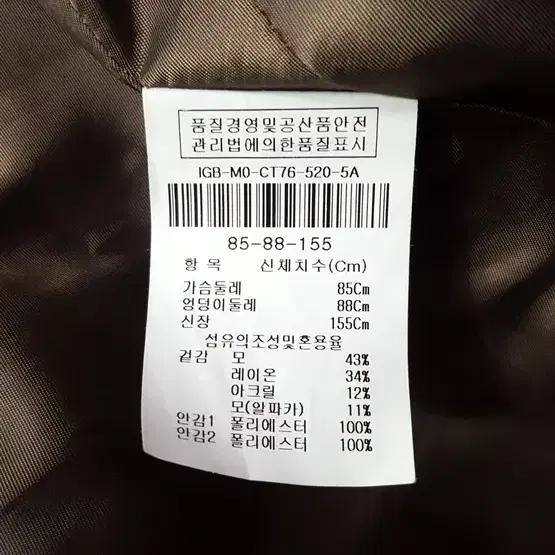 품질경영및공산품안전
관리법에의한품질표시
IGB-M0-CT76-520-5A
85-88-155
항 목 신체치수(Cm)
가슴둘레 85Cm
엉덩이둘레 88Cm
신장 155Cm
섬유의조성및혼용율
겉감 모 43%
레이온 34%
아크릴 12%
모(알파카) 11%
안감1 폴리에스터 100%
안감2 폴리에스터 100%